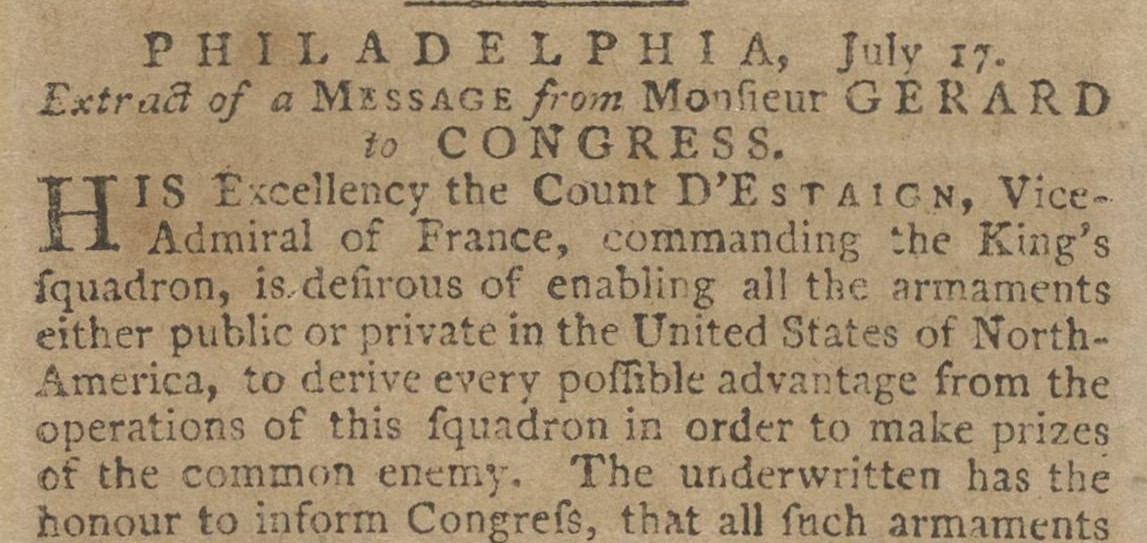 PHILADELPHIA, July 17.
Extract of a MESSAGE from Monſieur GERARD
to CONGRESS.
HIS Excellency the Count D'ESTAIGN, Vice-
Admiral of France, commanding the King's
ſquadron, is deſirous of enabling all the armaments
either public or private in the United States of North-
America, to derive every poſſible advantage from the
operations of this ſquadron in order to make prizes
of the common enemy. The underwritten has the
honour to inform Congreſs, that all ſuch armaments